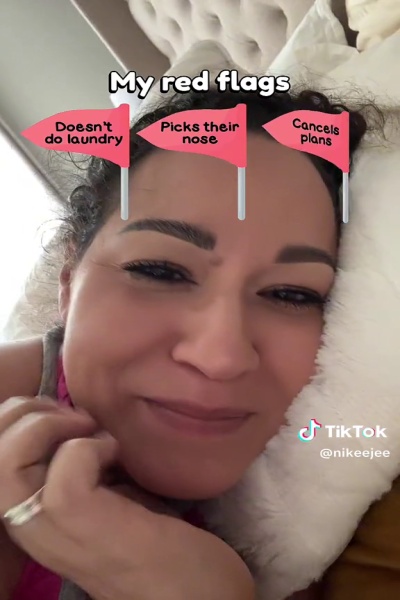 My red flags
Doesn't
do laundry
Picks their
nose
Cancels
plans
TikTok
@nikeejee